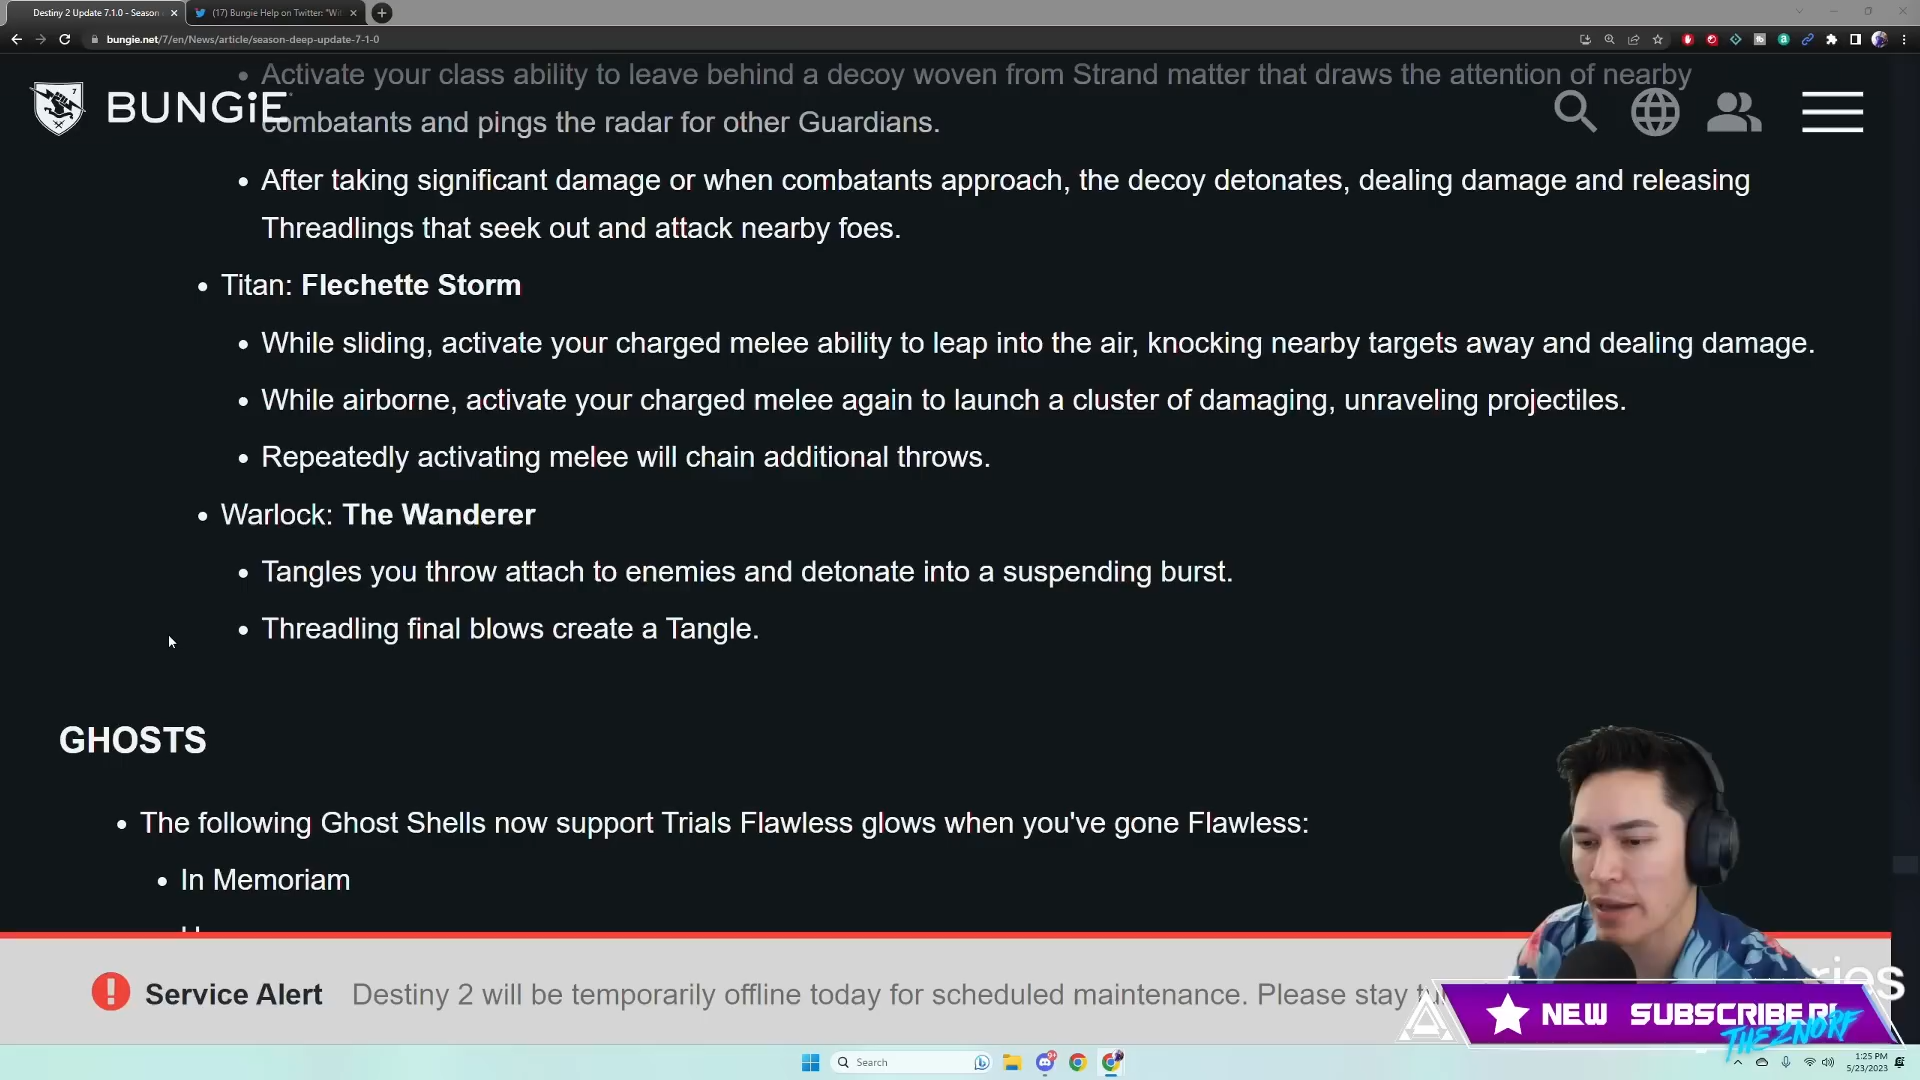 Destiny 2 Update 7.1.0 - Season
(17) Bungie Help on Twitter: "Wit
bungie.net/7/en/News/article/season-deep-update-7-1-0
BUNGiE
• Activate your class ability to leave behind a decoy woven from Strand matter that draws the attention of nearby
combatants and pings the radar for other Guardians.
• After taking significant damage or when combatants approach, the decoy detonates, dealing damage and releasing
Threadlings that seek out and attack nearby foes.
• Titan: Flechette Storm
• While sliding, activate your charged melee ability to leap into the air, knocking nearby targets away and dealing damage.
• While airborne, activate your charged melee again to launch a cluster of damaging, unraveling projectiles.
• Repeatedly activating melee will chain additional throws.
• Warlock: The Wanderer
• Tangles you throw attach to enemies and detonate into a suspending burst.
• Threadling final blows create a Tangle.
GHOSTS
• The following Ghost Shells now support Trials Flawless glows when you've gone Flawless:
• In Memoriam
Service Alert Destiny 2 will be temporarily offline today for scheduled maintenance. Please stay
NEW SUBSCRIBER!
THEZNORF
Search
1:25 PM
5/23/2023